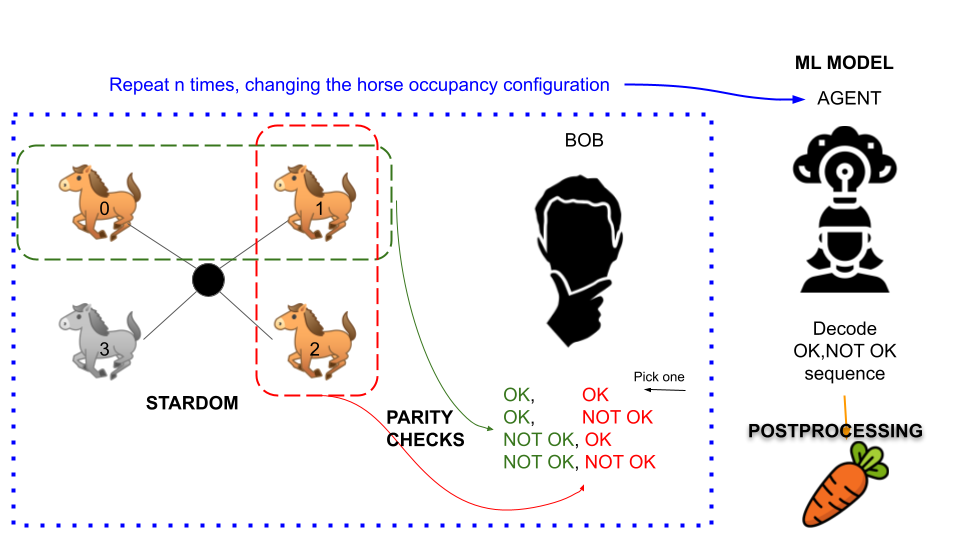 ML MODEL
Repeat n times, changing the horse occupancy configuration
AGENT
BOB
0
1
3
2
STARDOM
PARITY
CHECKS
Pick one
OK, OK
OK, NOT OK
NOT OK, OK
NOT OK, NOT OK
Decode
OK,NOT OK
sequence
POSTPROCESSING